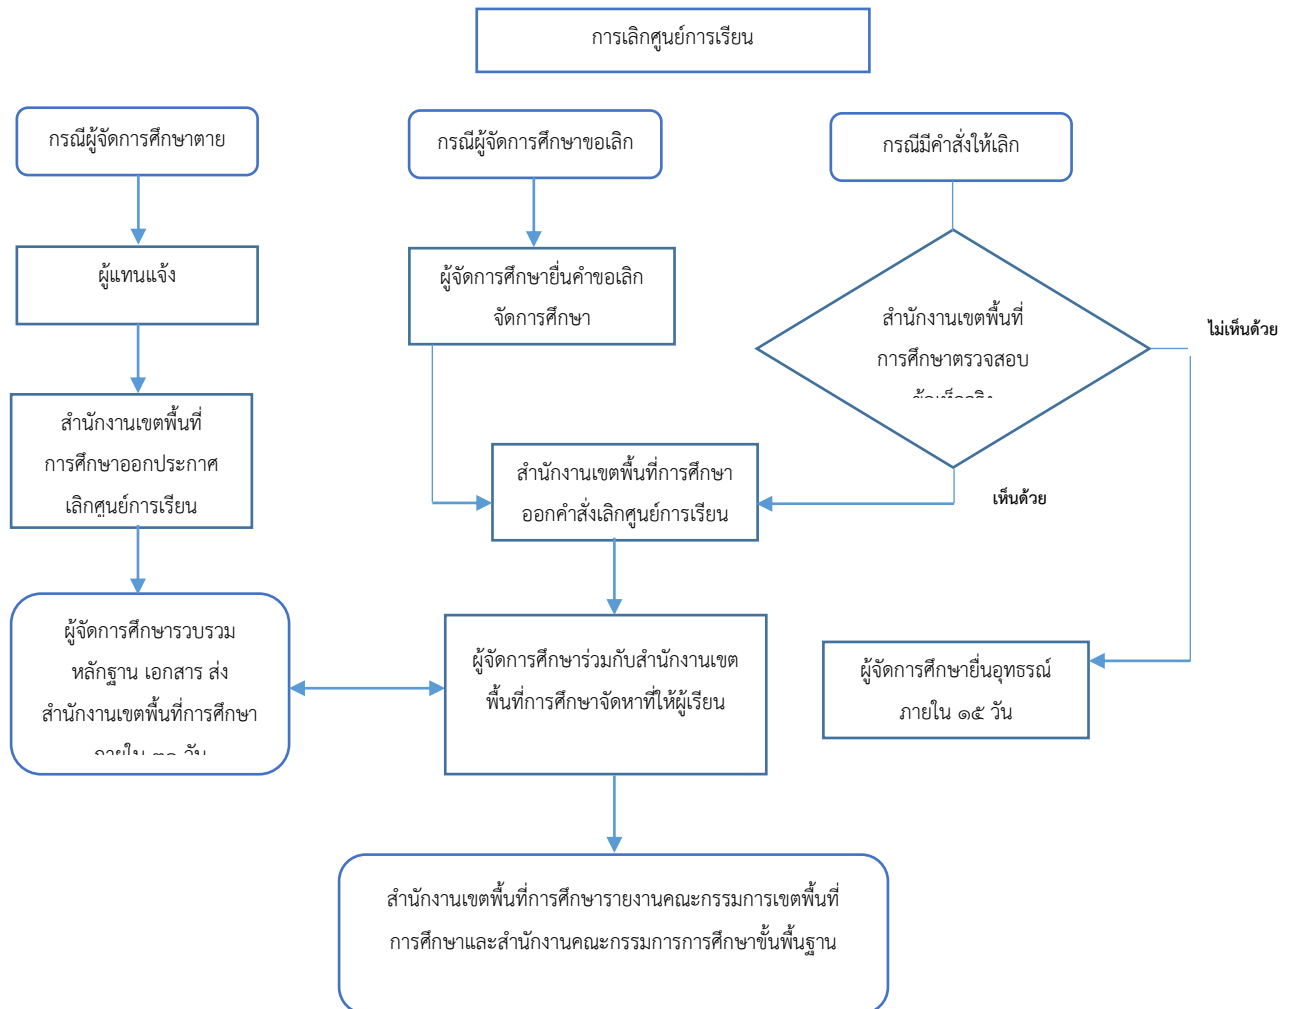 การเลิกศูนย์การเรียน
กรณีผู้จัดการศึกษาตาย
กรณีผู้จัดการศึกษาขอเลิก
กรณีมีคำสั่งให้เลิก
ผู้แทนแจ้ง
ผู้จัดการศึกษายื่นคำขอเลิก
จัดการศึกษา
สำนักงานเขตพื้นที่
การศึกษาตรวจสอบ
ไม่เห็นด้วย
สำนักงานเขตพื้นที่
การศึกษาออกประกาศ
เลิกศูนย์การเรียน
สำนักงานเขตพื้นที่การศึกษา
ออกคำสั่งเลิกศูนย์การเรียน
เห็นด้วย
ผู้จัดการศึกษารวบรวม
หลักฐาน เอกสาร ส่ง
สำนักงานเขตพื้นที่การศึกษา
ภายใน วัน
ผู้จัดการศึกษาร่วมกับสำนักงานเขต
พื้นที่การศึกษาจัดหาที่ให้ผู้เรียน
ผู้จัดการศึกษายื่นอุทธรณ์
ภายใน ๑๕ วัน
สำนักงานเขตพื้นที่การศึกษารายงานคณะกรรมการเขตพื้นที่
การศึกษาและสำนักงานคณะกรรมการการศึกษาขั้นพื้นฐาน